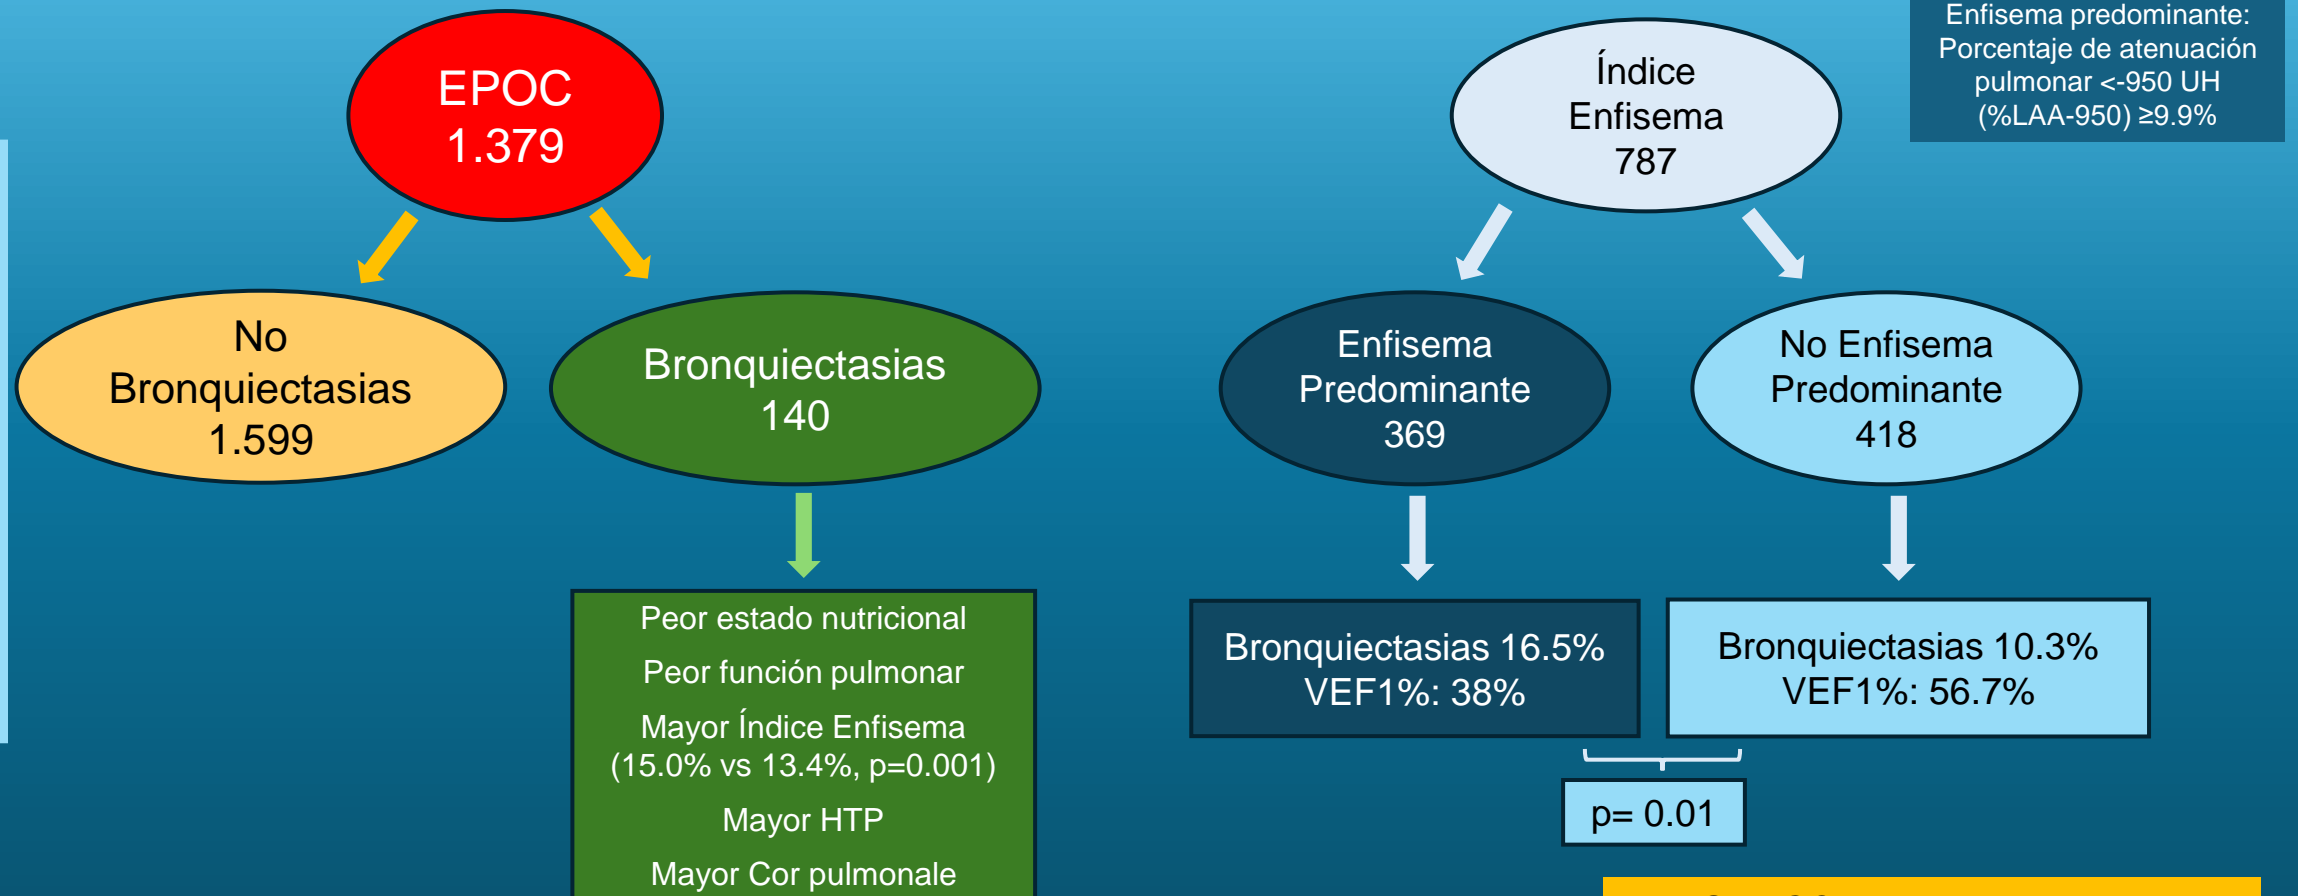 EPOC
1.379
No
Bronquiectasias
1.599
Bronquiectasias
140
Peor estado nutricional
Peor función pulmonar
Mayor Índice Enfisema
(15.0% vs 13.4%, p=0.001)
Mayor HTP
Mayor Cor pulmonale
Índice
Enfisema
787
Enfisema predominante:
Porcentaje de atenuación
pulmonar <-950 UH
(%LAA-950) ≥9.9%
Enfisema
Predominante
369
No Enfisema
Predominante
418
Bronquiectasias 16.5%
VEF1%: 38%
Bronquiectasias 10.3%
VEF1%: 56.7%
p= 0.01